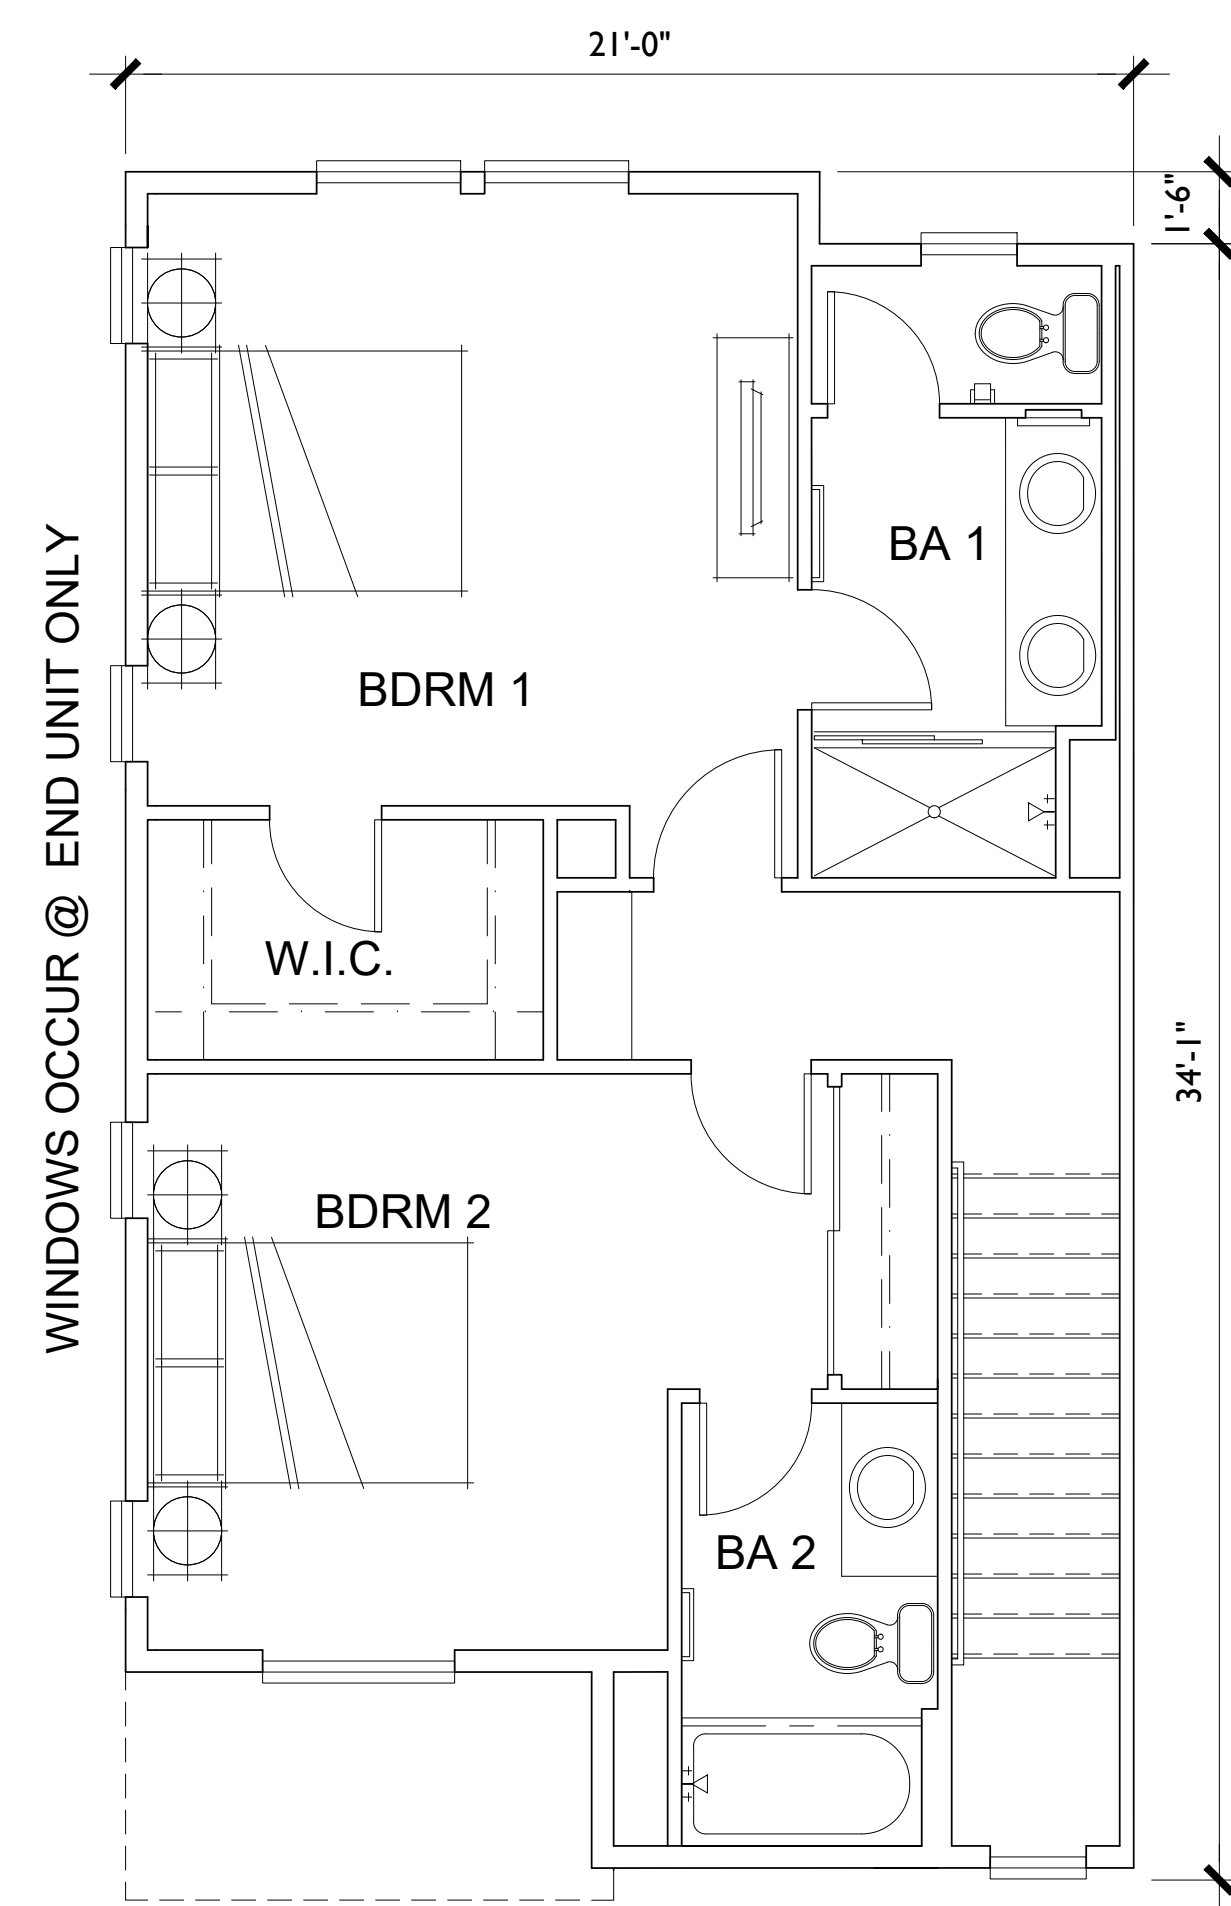 21'-0"
1'-6"
BA 1
WINDOWS OCCUR @ END UNIT ONLY
BDRM 1
W.I.C.
34'-1"
BDRM 2
BA 2